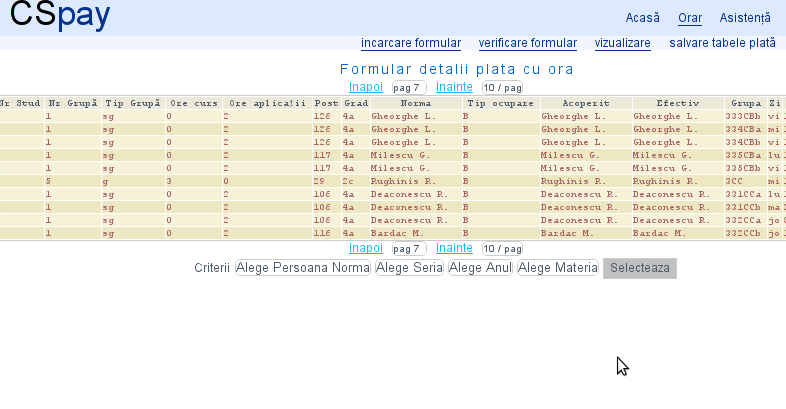 CSpay
Acasă Orar Asistență
incarcare formular verificare formular vizualizare salvare tabele plată
Formular detalii plata cu ora
Inapoi pag 7 Inainte 10 / pag
Nr Stud Nr Grupă Tip Grupă Ore curs Ore aplicații Post Grad Norma Tip ocupare Acoperit Efectiv Grupa Zi
1 sg 0 2 126 4a Gheorghe L. B Gheorghe L. Gheorghe L. 333CBb vi
1 sg 0 2 126 4a Gheorghe L. B Gheorghe L. Gheorghe L. 334CBa mi
1 sg 0 2 126 4a Gheorghe L. B Gheorghe L. Gheorghe L. 334CBb vi
1 sg 0 2 117 4a Milescu G. B Milescu G. Milescu G. 335CBa lu
1 sg 0 2 117 4a Milescu G. B Milescu G. Milescu G. 335CBb vi
5 g 3 0 29 2c Rughinis R. B Rughinis R. Rughinis R. 3CC mi
1 sg 0 2 106 4a Deaconescu R. B Deaconescu R. Deaconescu R. 331CCa lu
1 sg 0 2 106 4a Deaconescu R. B Deaconescu R. Deaconescu R. 331CCb ma
1 sg 0 2 106 4a Deaconescu R. B Deaconescu R. Deaconescu R. 332CCa jo
1 sg 0 2 116 4a Bardac M. B Bardac M. Bardac M. 332CCb jo
Inapoi pag 7 Inainte 10 / pag
Criterii Alege Persoana Norma Alege Seria Alege Anul Alege Materia Selecteaza